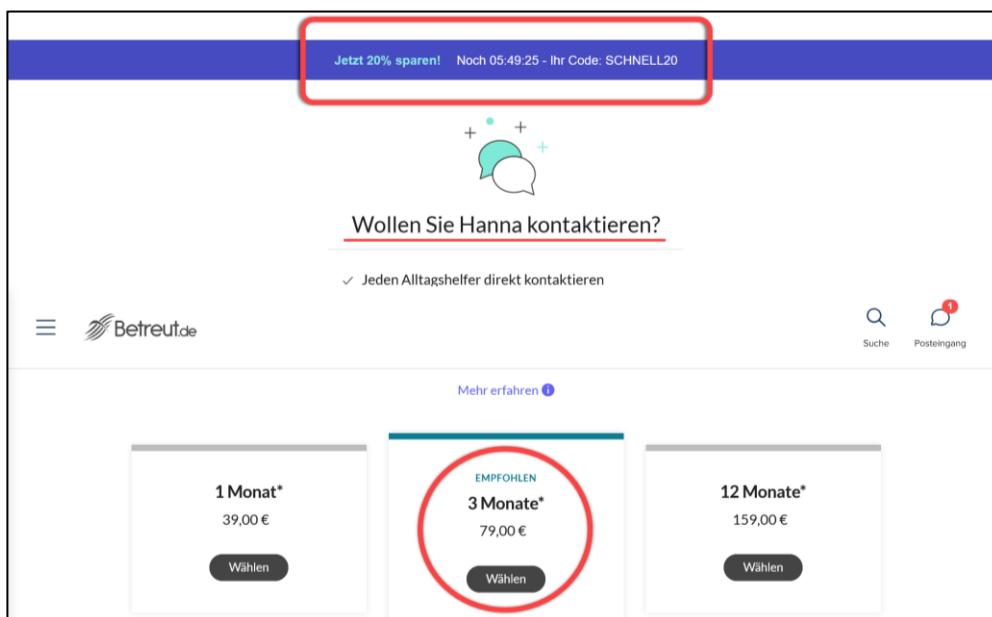 Jetzt 20% sparen! Noch 05:49:25 - Ihr Code: SCHNELL20
Wollen Sie Hanna kontaktieren?
✓ Jeden Alltagshelfer direkt kontaktieren
Betreut.de
1
Suche
Posteingang
Mehr erfahren i
1 Monat*
39,00 €
Wählen
EMPFOHLEN
3 Monate*
79,00 €
Wählen
12 Monate*
159,00 €
Wählen